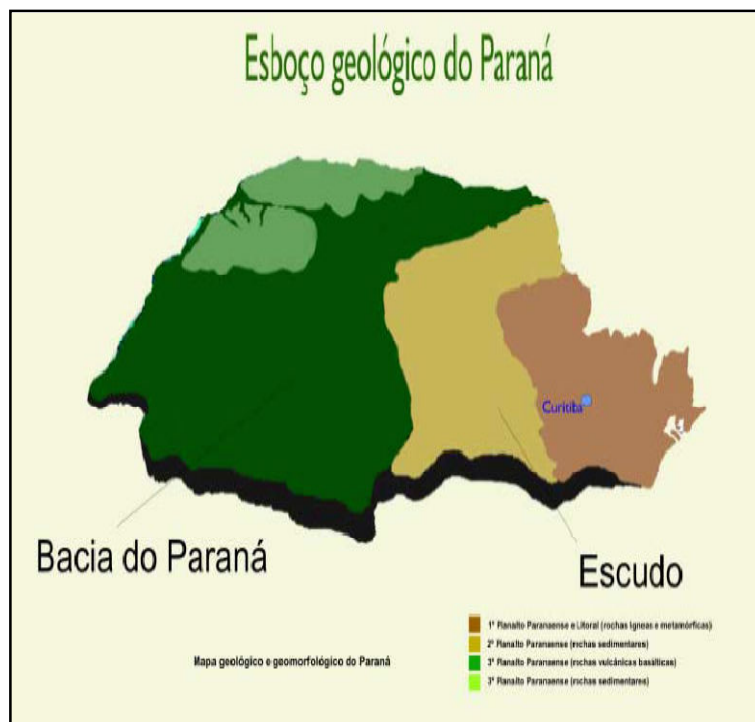 Esboço geológico do Paraná
Curitiba
Bacia do Paraná
Escudo
1º Planalto Paranaense e Litoral (rochas ígneas e metamórficas)
2º Planalto Paranaense (rochas sedimentares)
3º Planalto Paranaense (rochas vulcânicas basálticas)
3º Planalto Paranaense (rochas sedimentares)
Mapa geológico e geomorfológico do Paraná